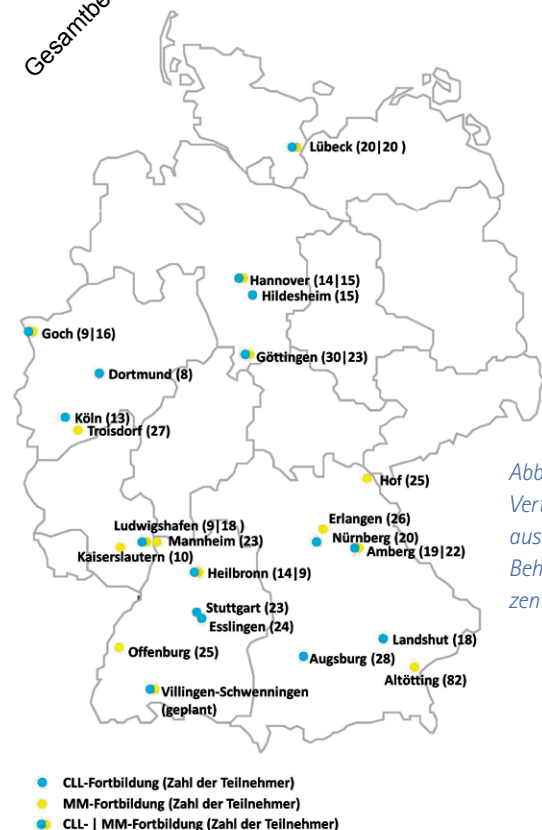 Gesamtbe
Lübeck (20|20 )
Hannover (14|15)
Hildesheim (15)
Goch (9|16)
Göttingen (30|23)
Dortmund (8)
Köln (13)
Troisdorf (27)
Hof (25)
Abb
Vert
aus
Beh
zen
Erlangen (26)
Nürnberg (20)
Amberg (19|22)
Ludwigshafen (9|18 )
Mannheim (23)
Kaiserslautern (10)
Heilbronn (14|9)
Stuttgart (23)
Esslingen (24)
Landshut (18)
Offenburg (25)
Augsburg (28)
Altötting (82)
Villingen-Schwenningen
(geplant)
CLL-Fortbildung (Zahl der Teilnehmer)
MM-Fortbildung (Zahl der Teilnehmer)
CLL- | MM-Fortbildung (Zahl der Teilnehmer)